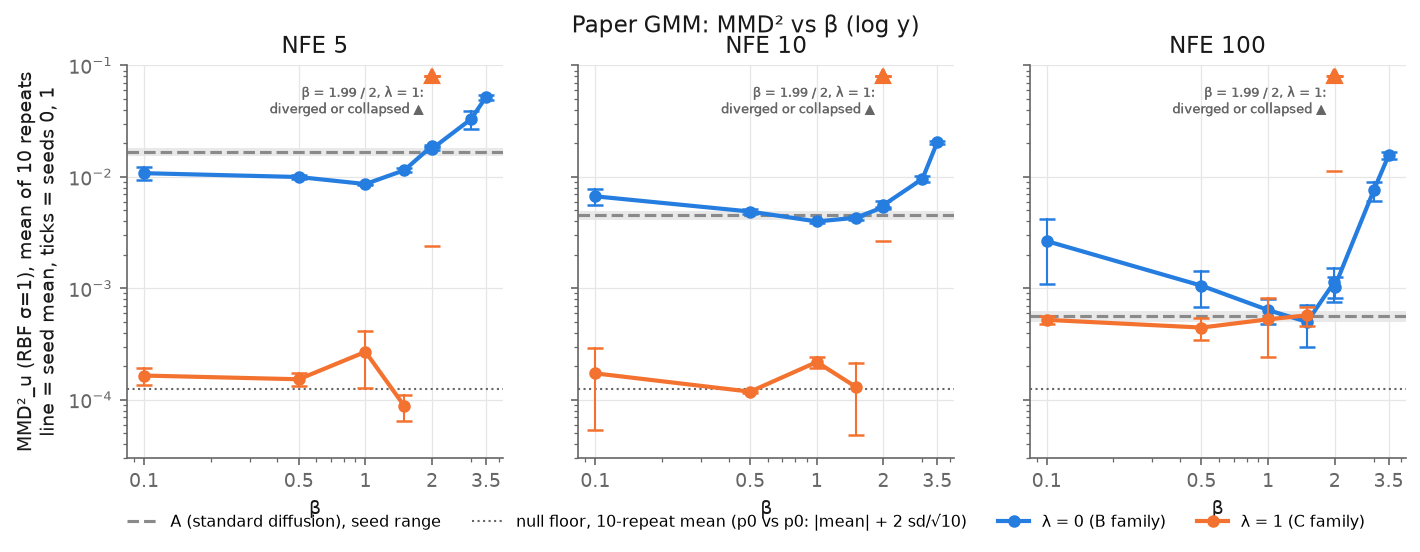 Paper GMM: MMD² vs β (log y)
NFE 5
NFE 10
NFE 100
MMD²_u (RBF σ=1), mean of 10 repeats
line = seed mean, ticks = seeds 0, 1
10⁻¹
10⁻²
10⁻³
10⁻⁴
β = 1.99 / 2, λ = 1:
diverged or collapsed ▲
β = 1.99 / 2, λ = 1:
diverged or collapsed ▲
β = 1.99 / 2, λ = 1:
diverged or collapsed ▲
0.1 0.5 1 2 3.5
0.1 0.5 1 2 3.5
0.1 0.5 1 2 3.5
β
β
β
A (standard diffusion), seed range
null floor, 10-repeat mean (p0 vs p0: |mean| + 2 sd/√10)
λ = 0 (B family)
λ = 1 (C family)